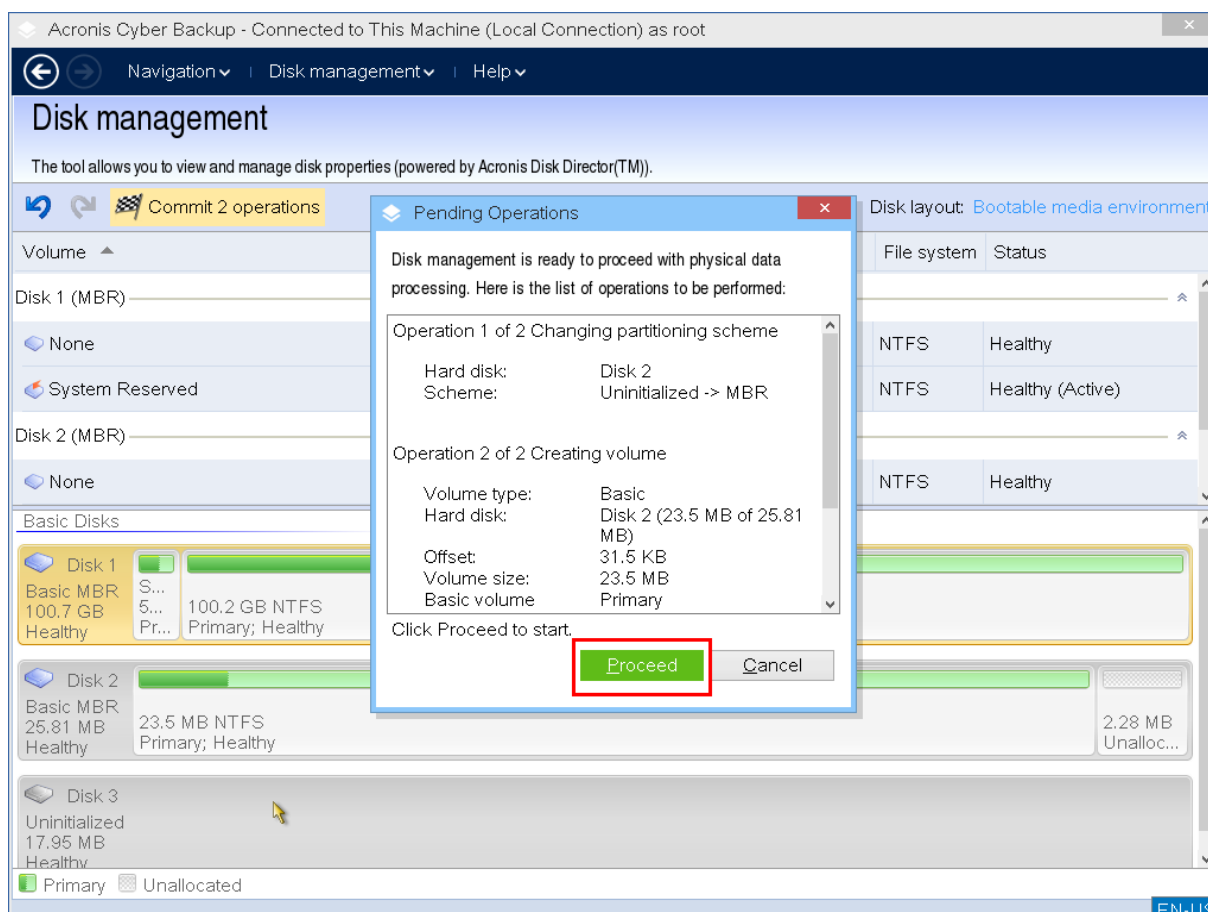 Acronis Cyber Backup - Connected to This Machine (Local Connection) as root
Navigation Disk management Help
Disk management
The tool allows you to view and manage disk properties (powered by Acronis Disk Director(TM)).
Commit 2 operations
Disk layout: Bootable media environment
Volume File system Status
Disk 1 (MBR)
None NTFS Healthy
System Reserved NTFS Healthy (Active)
Disk 2 (MBR)
None NTFS Healthy
Pending Operations
Disk management is ready to proceed with physical data
processing. Here is the list of operations to be performed:
Operation 1 of 2 Changing partitioning scheme
Hard disk: Disk 2
Scheme: Uninitialized -> MBR
Operation 2 of 2 Creating volume
Volume type: Basic
Hard disk: Disk 2 (23.5 MB of 25.81
MB)
Offset: 31.5 KB
Volume size: 23.5 MB
Basic volume Primary
Click Proceed to start.
Proceed Cancel
Basic Disks
Disk 1
Basic MBR
100.7 GB
Healthy
S...
5...
Pr...
100.2 GB NTFS
Primary; Healthy
Disk 2
Basic MBR
25.81 MB
Healthy
23.5 MB NTFS
Primary; Healthy
2.28 MB
Unalloc...
Disk 3
Uninitialized
17.95 MB
Healthy
Primary Unallocated
EN-US